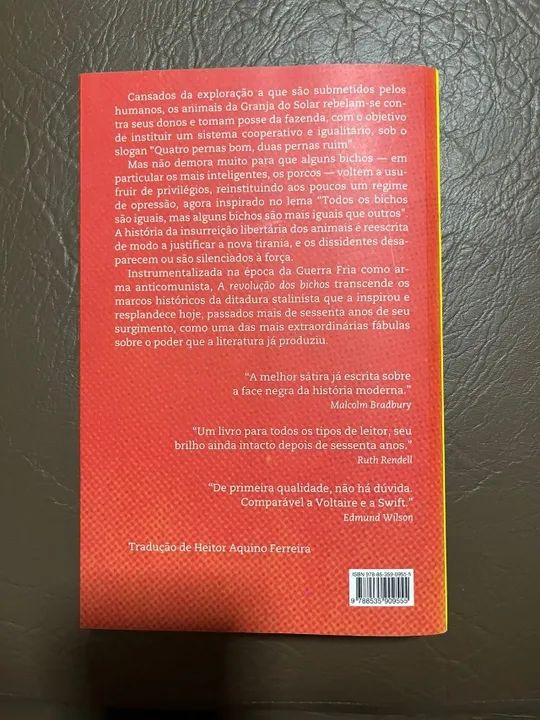 Cansados da exploração a que são submetidos pelos
humanos, os animais da Granja do Solar rebelam-se con-
tra seus donos e tomam posse da fazenda, com o objetivo
de instituir um sistema cooperativo e igualitário, sob o
slogan "Quatro pernas bom, duas pernas ruim".
Mas não demora muito para que alguns bichos — em
particular os mais inteligentes, os porcos — voltem a usu-
fruir de privilégios, reinstituindo aos poucos um regime
de opressão, agora inspirado no lema "Todos os bichos
são iguais, mas alguns bichos são mais iguais que outros".
A história da insurreição libertária dos animais é reescrita
de modo a justificar a nova tirania, e os dissidentes desa-
parecem ou são silenciados à força.
Instrumentalizada na época da Guerra Fria como ar-
ma anticomunista, A revolução dos bichos transcende os
marcos históricos da ditadura stalinista que a inspirou e
resplandece hoje, passados mais de sessenta anos de seu
surgimento, como uma das mais extraordinárias fábulas
sobre o poder que a literatura já produziu.
"A melhor sátira já escrita sobre
a face negra da história moderna."
Malcolm Bradbury
"Um livro para todos os tipos de leitor, seu
brilho ainda intacto depois de sessenta anos."
Ruth Rendell
"De primeira qualidade, não há dúvida.
Comparável a Voltaire e a Swift."
Edmund Wilson
Tradução de Heitor Aquino Ferreira
ISBN 978-85-359-0955-5
9 788535 909555